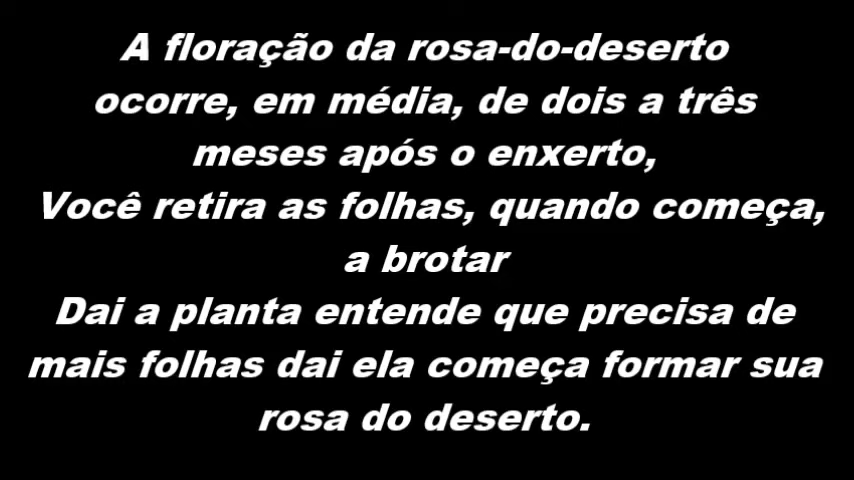 A floração da rosa-do-deserto
ocorre, em média, de dois a três
meses após o enxerto,
Você retira as folhas, quando começa,
a brotar
Dai a planta entende que precisa de
mais folhas dai ela começa formar sua
rosa do deserto.